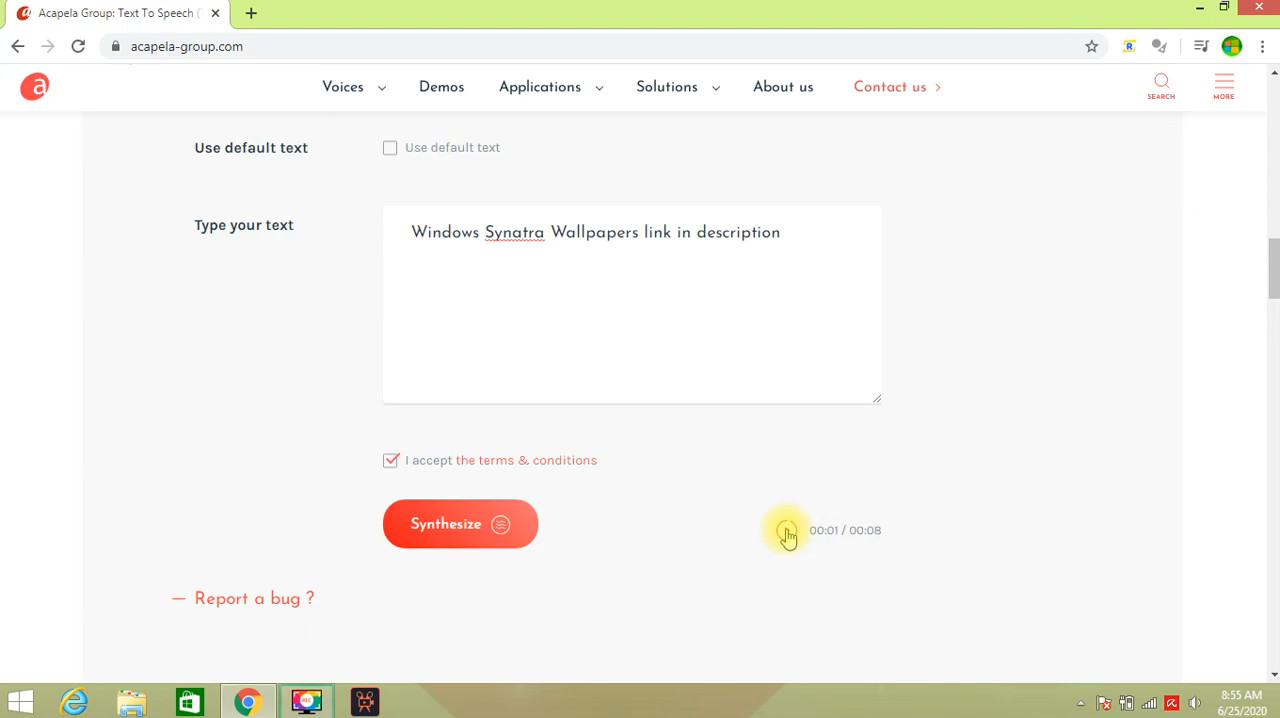 Acapela Group: Text To Speech (
acapela-group.com
Voices
Demos
Applications
Solutions
About us
Contact us
SEARCH
MORE
Use default text
Use default text
Type your text
Windows Synatra Wallpapers link in description
I accept the terms & conditions
Synthesize
00:01 / 00:08
— Report a bug ?
8:55 AM
6/25/2020